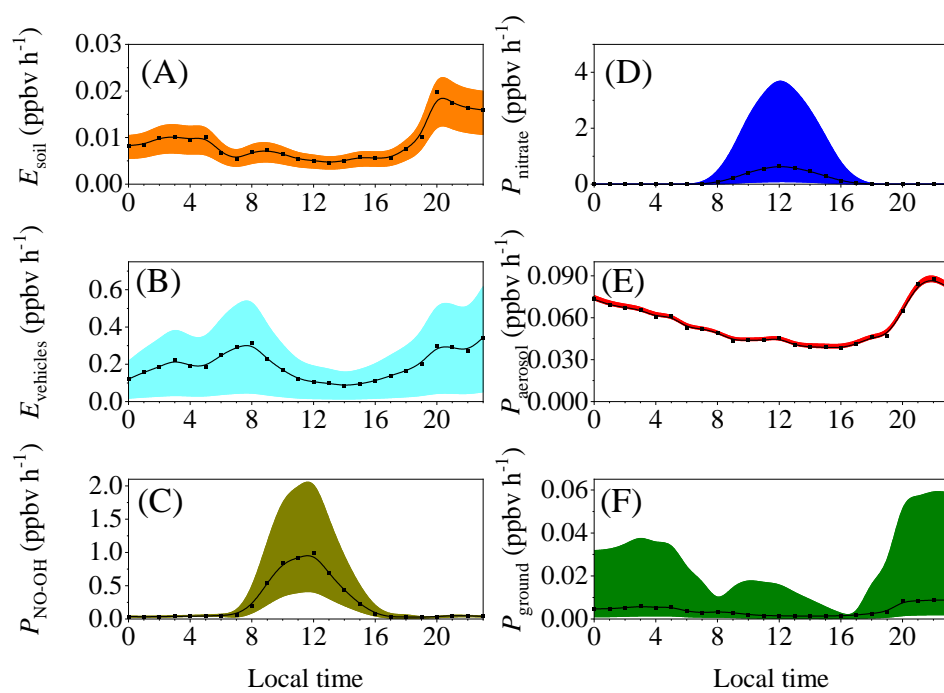 E_soil (ppbv h⁻¹)
0.03
0.02
0.01
0.00
(A)
0 4 8 12 16 20
P_nitrate (ppbv h⁻¹)
4
2
0
(D)
0 4 8 12 16 20
E_vehicles (ppbv h⁻¹)
0.6
0.4
0.2
0.0
(B)
0 4 8 12 16 20
P_aerosol (ppbv h⁻¹)
0.090
0.060
0.030
0.000
(E)
0 4 8 12 16 20
P_NO-OH (ppbv h⁻¹)
2.0
1.5
1.0
0.5
0.0
(C)
0 4 8 12 16 20
Local time
P_ground (ppbv h⁻¹)
0.06
0.04
0.02
0.00
(F)
0 4 8 12 16 20
Local time